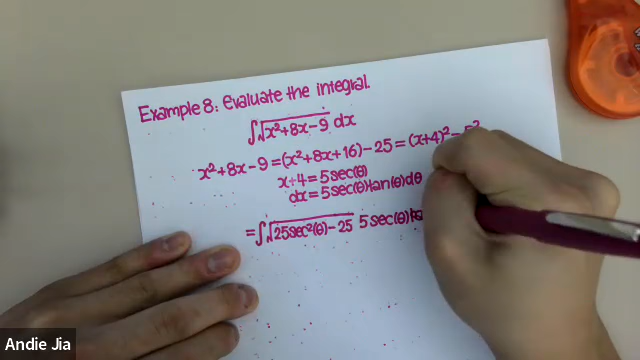 Example 8: Evaluate the integral.
∫√x²+8x-9 dx
x²+8x-9 = (x²+8x+16)-25 = (x+4)²-5²
x+4 = 5sec(θ)
dx = 5sec(θ)tan(θ)dθ
= ∫√25sec²(θ)-25 5sec(θ)
Andie Jia